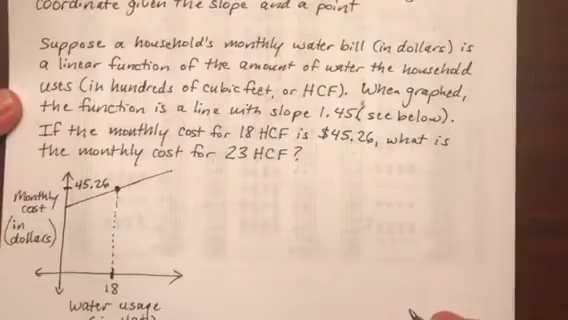 coordinate given the slope and a point
Suppose a household's monthly water bill (in dollars) is
a linear function of the amount of water the household
uses (in hundreds of cubic feet, or HCF). When graphed,
the function is a line with slope 1.45 (see below).
If the monthly cost for 18 HCF is $45.26, what is
the monthly cost for 23 HCF?
45.26
Monthly
cost
(in
dollars)
18
Water usage